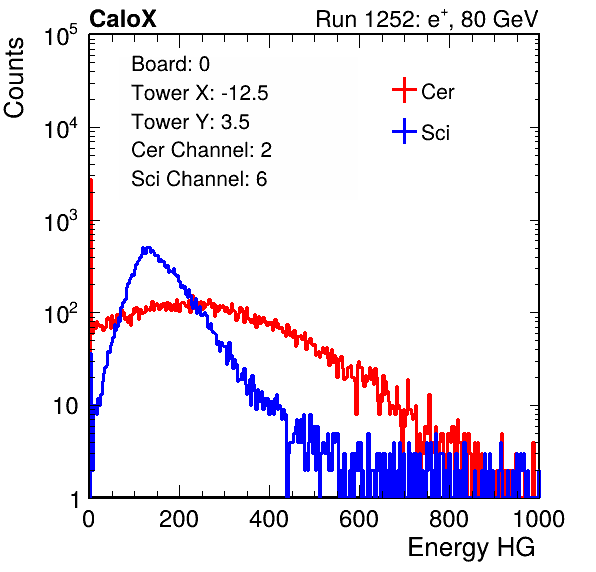 CaloX Run 1252: e⁺, 80 GeV
Counts
Board: 0
Tower X: -12.5
Tower Y: 3.5
Cer Channel: 2
Sci Channel: 6
Cer
Sci
10⁵
10⁴
10³
10²
10
1
0 200 400 600 800 1000
Energy HG